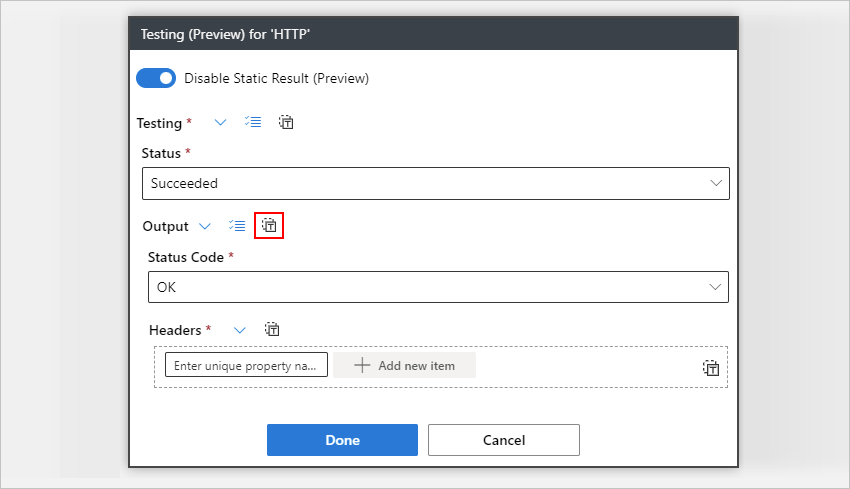 Testing (Preview) for 'HTTP'
Disable Static Result (Preview)
Testing *
Status *
Succeeded
Output
Status Code *
OK
Headers *
Enter unique property na... Add new item
Done Cancel